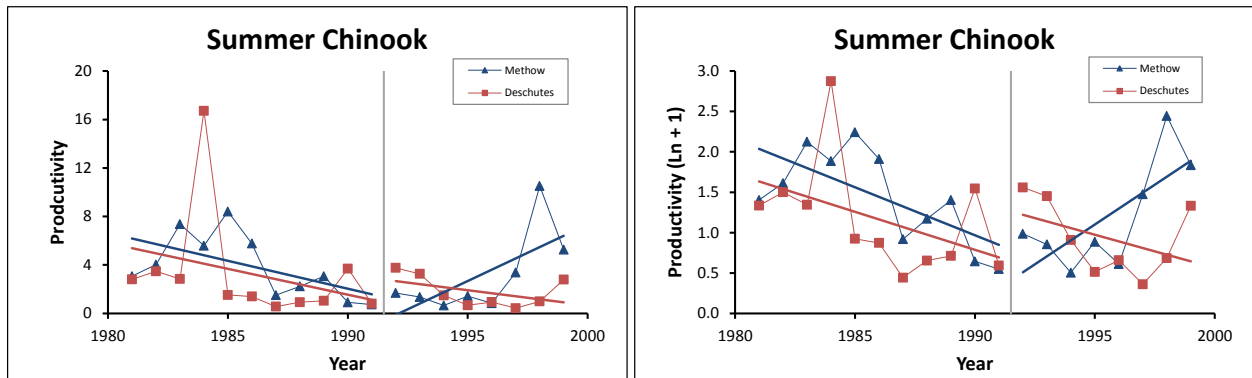 Summer Chinook
Prodcutivity
20
16
12
8
4
0
Methow
Deschutes
1980
1985
1990
1995
2000
Year
Summer Chinook
Productivity (Ln + 1)
3.0
2.5
2.0
1.5
1.0
0.5
0.0
Methow
Deschutes
1980
1985
1990
1995
2000
Year